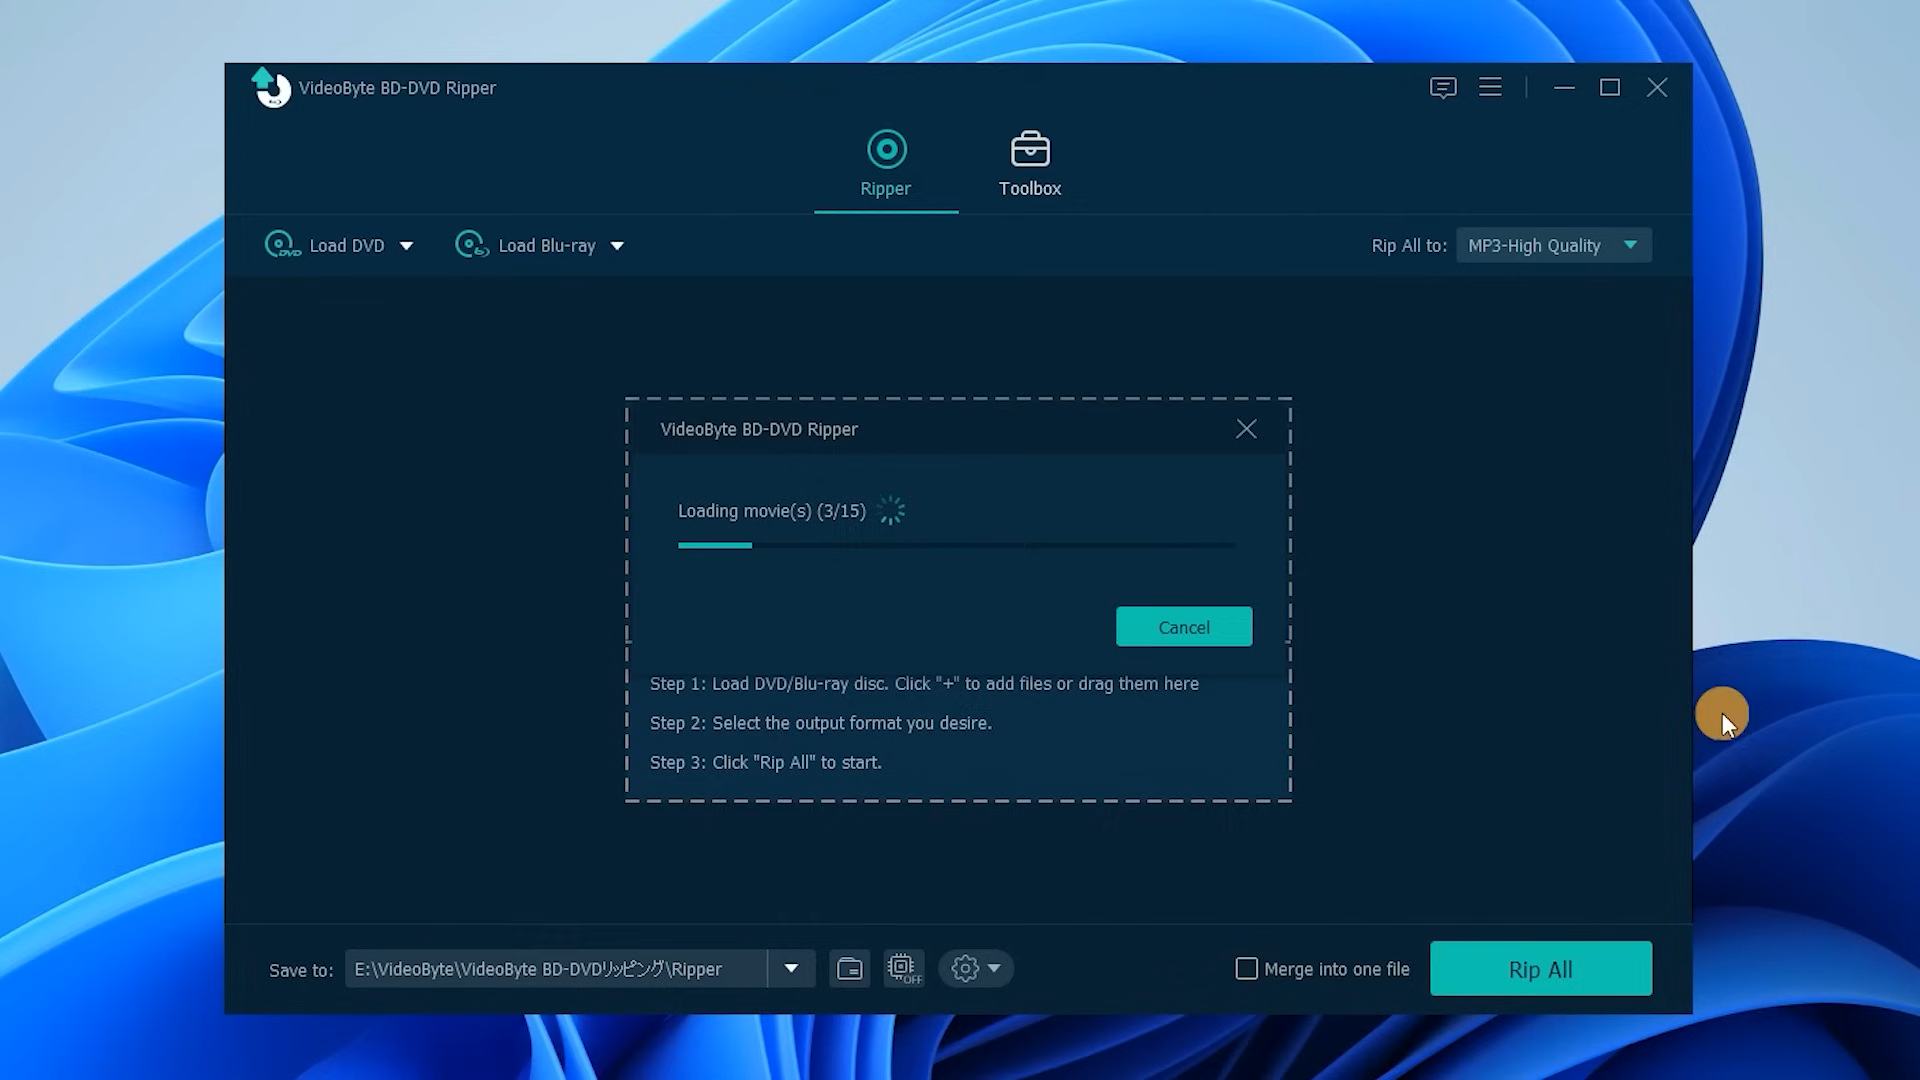 VideoByte BD-DVD Ripper
Ripper
Toolbox
Load DVD
Load Blu-ray
Rip All to:
MP3-High Quality
VideoByte BD-DVD Ripper
Loading movie(s) (3/15)
Cancel
Step 1: Load DVD/Blu-ray disc. Click "+" to add files or drag them here
Step 2: Select the output format you desire.
Step 3: Click "Rip All" to start.
Save to:
E:\VideoByte\VideoByte BD-DVDリッピング\Ripper
OFF
Merge into one file
Rip All